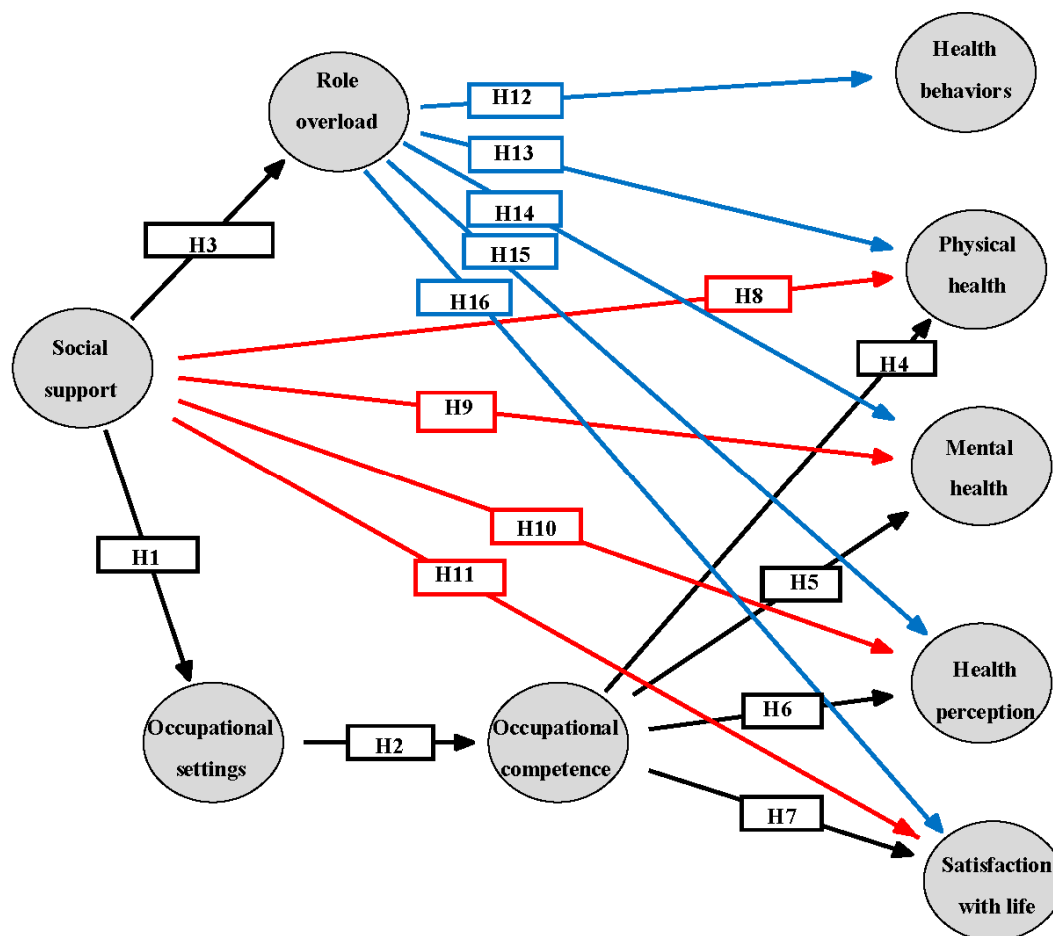 Health
behaviors
Role
overload
H12
H13
H14
H15
H16
Physical
health
H3
H8
Social
support
H4
H9
Mental
health
H10
H1
H11
H5
Health
perception
Occupational
settings
H2
Occupational
competence
H6
H7
Satisfaction
with life